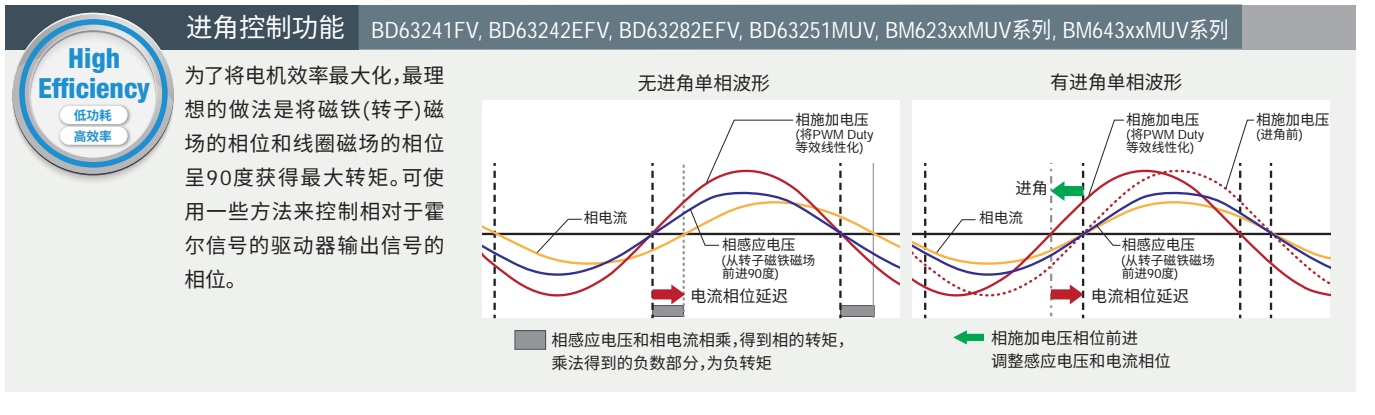 进角控制功能
BD63241FV, BD63242EFV, BD63282EFV, BD63251MUV, BM623xxMUV系列, BM643xxMUV系列
High
Efficiency
低功耗
高效率
为了将电机效率最大化,最理
想的做法是将磁铁(转子)磁
场的相位和线圈磁场的相位
呈90度获得最大转矩。可使
用一些方法来控制相对于霍
尔信号的驱动器输出信号的
相位。
无进角单相波形
相施加电压
(将PWM Duty
等效线性化)
相电流
相感应电压
(从转子磁铁磁场
前进90度)
电流相位延迟
相感应电压和相电流相乘,得到相的转矩,
乘法得到的负数部分,为负转矩
有进角单相波形
相施加电压
(将PWM Duty
等效线性化)
相施加电压
(进角前)
进角
相电流
相感应电压
(从转子磁铁磁场
前进90度)
电流相位延迟
相施加电压相位前进
调整感应电压和电流相位